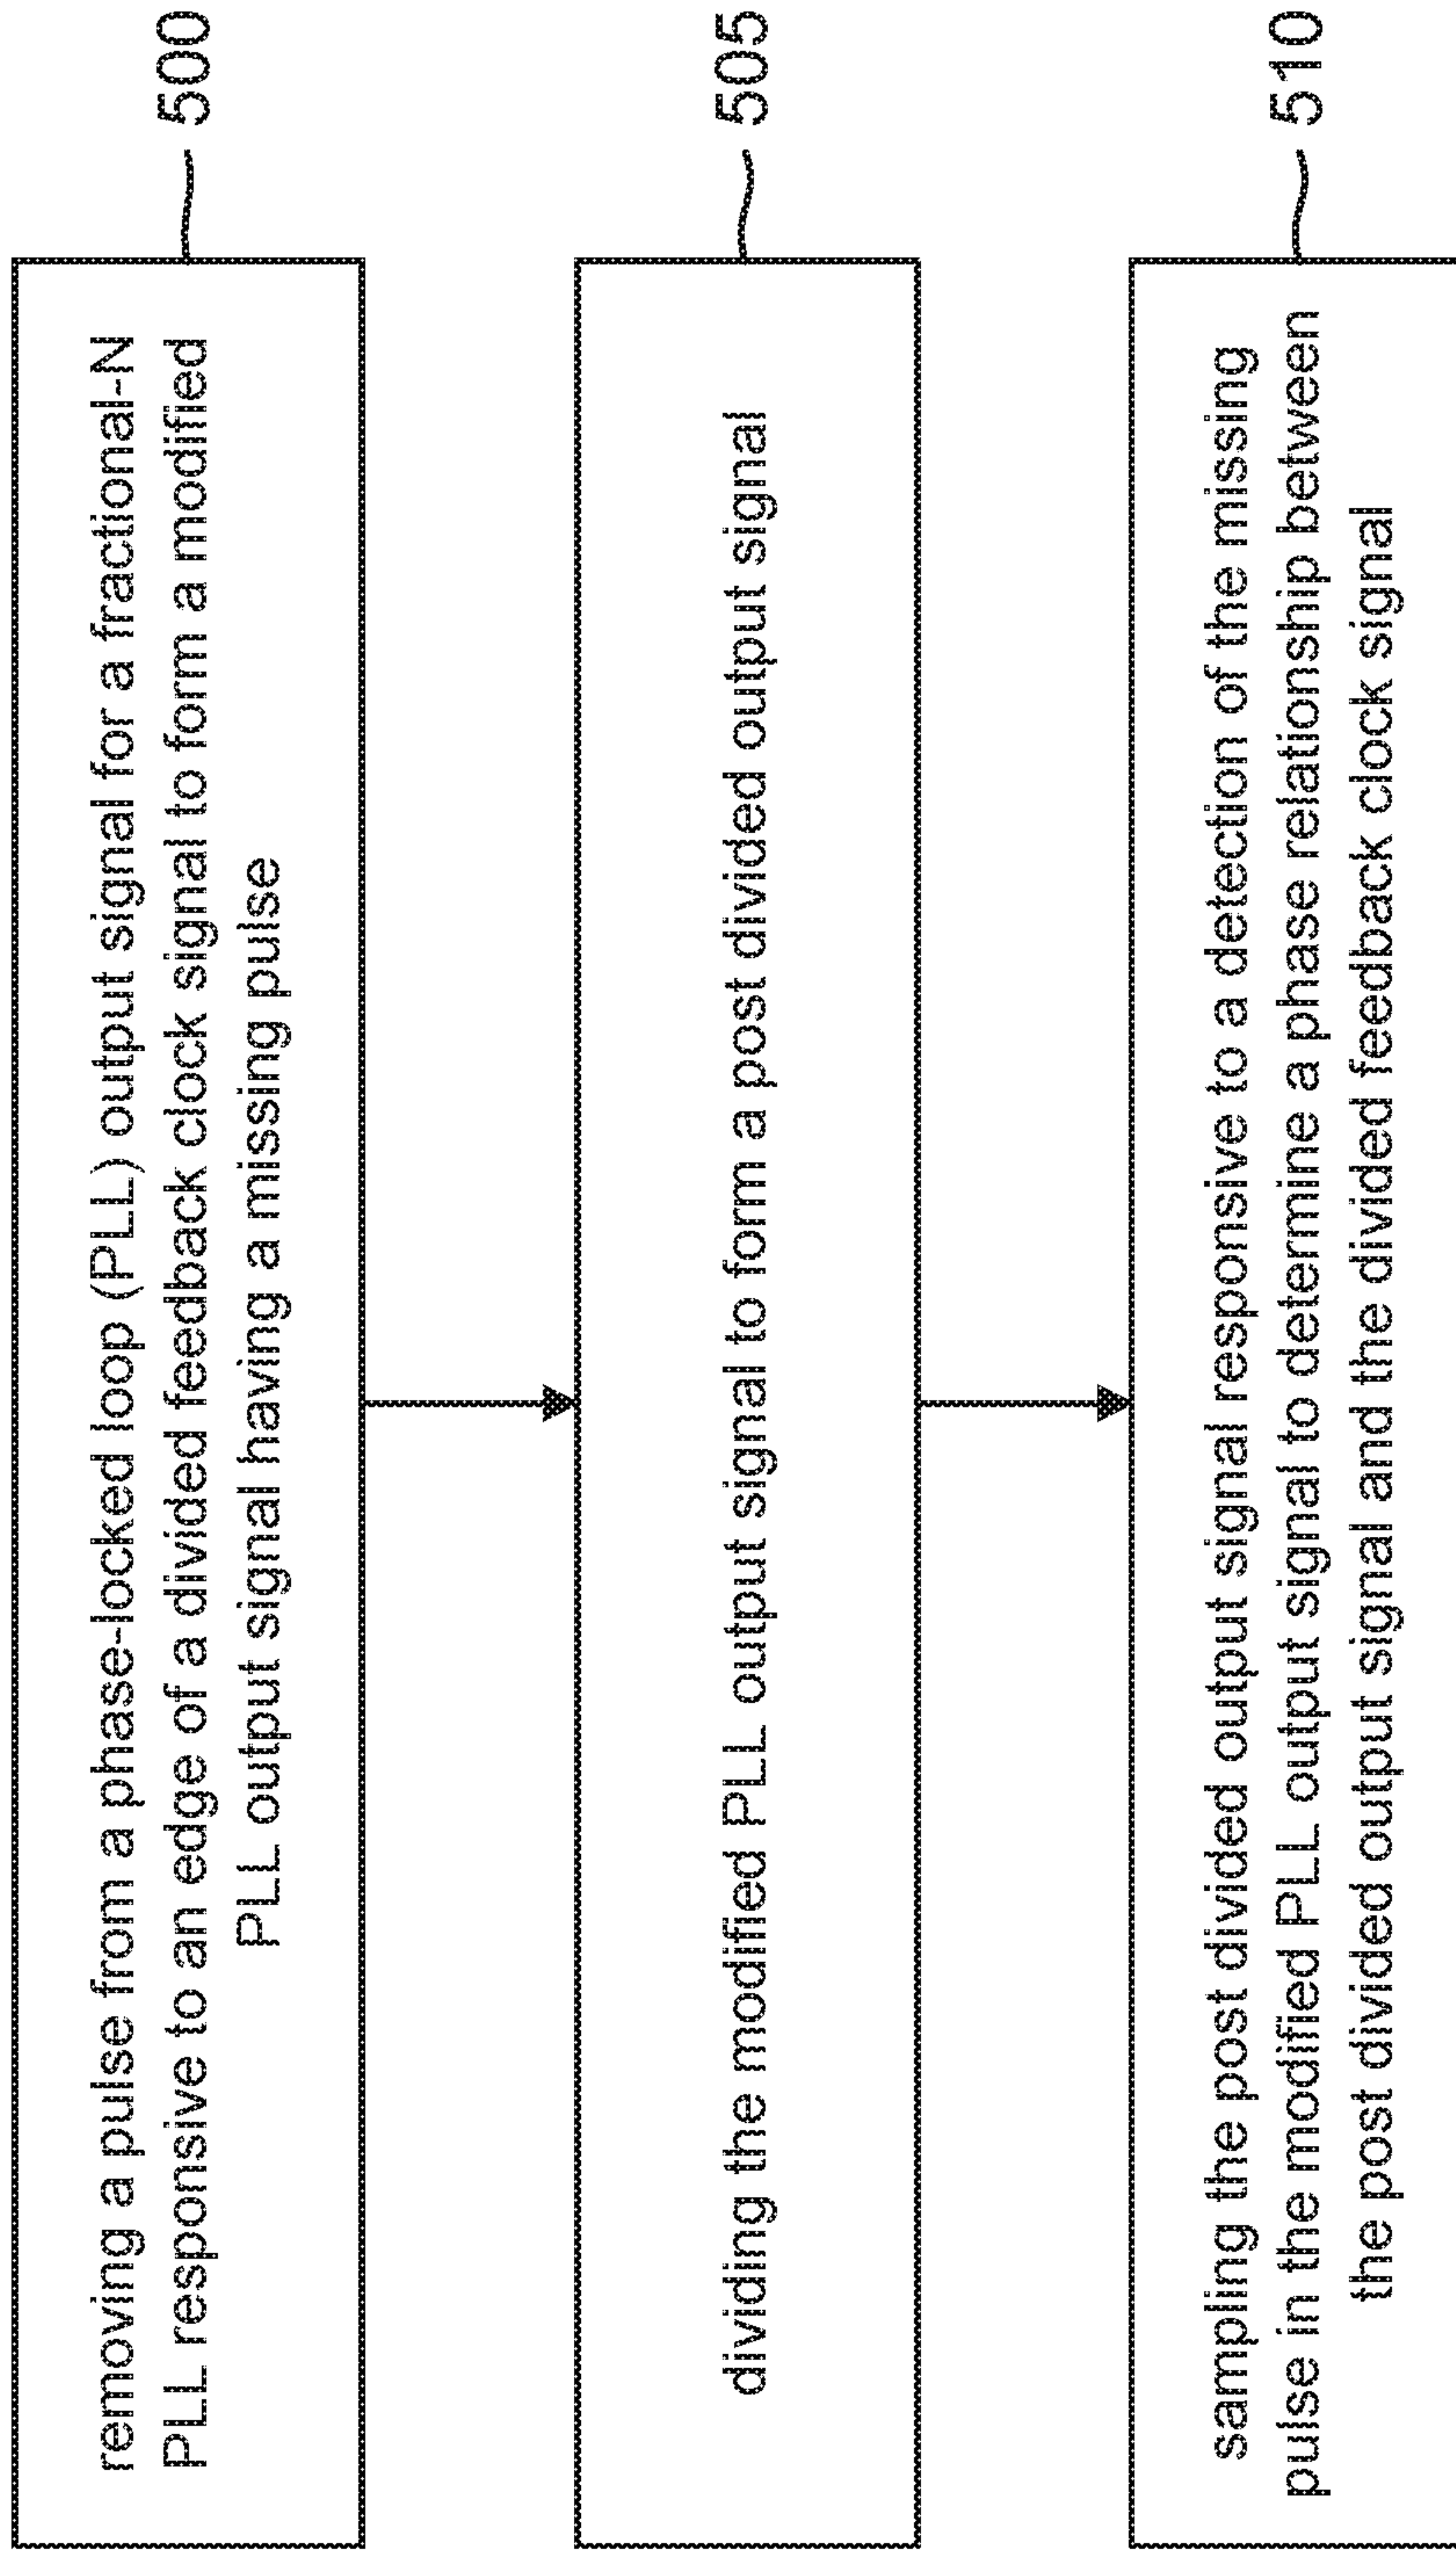 removing a pulse from a phase-locked loop (PLL) output signal for a fractional-N
PLL responsive to an edge of a divided feedback clock signal to form a modified
PLL output signal having a missing pulse
500
dividing the modified PLL output signal to form a post divided output signal
505
sampling the post divided output signal responsive to a detection of the missing
pulse in the modified PLL output signal to determine a phase relationship between
the post divided output signal and the divided feedback clock signal
510